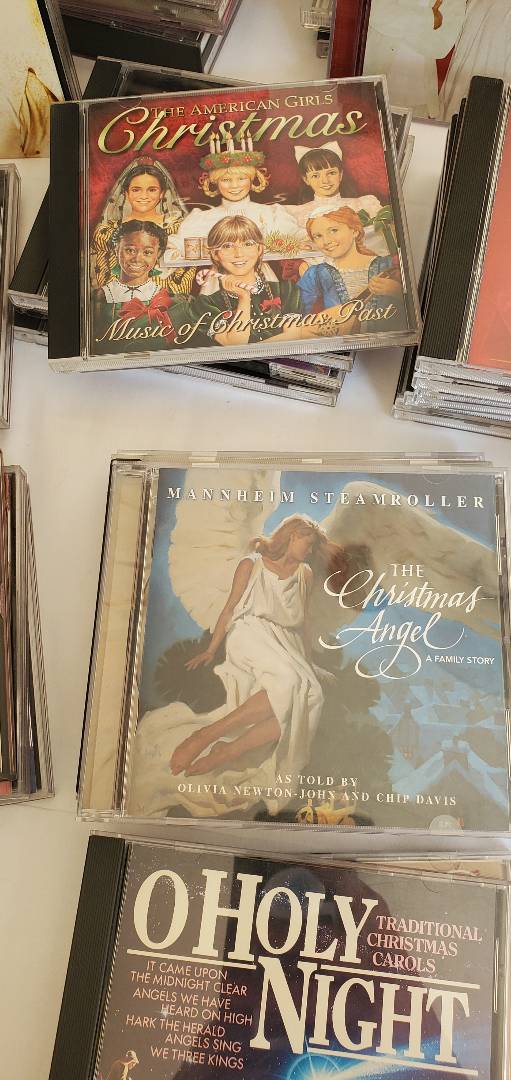 THE AMERICAN GIRLS
Christmas
Music of Christmas Past
MANNHEIM STEAMROLLER
THE
Christmas
Angel
A FAMILY STORY
AS TOLD BY
OLIVIA NEWTON-JOHN AND CHIP DAVIS
O HOLY
NIGHT
TRADITIONAL
CHRISTMAS
CAROLS
IT CAME UPON
THE MIDNIGHT CLEAR
ANGELS WE HAVE
HEARD ON HIGH
HARK THE HERALD
ANGELS SING
WE THREE KINGS